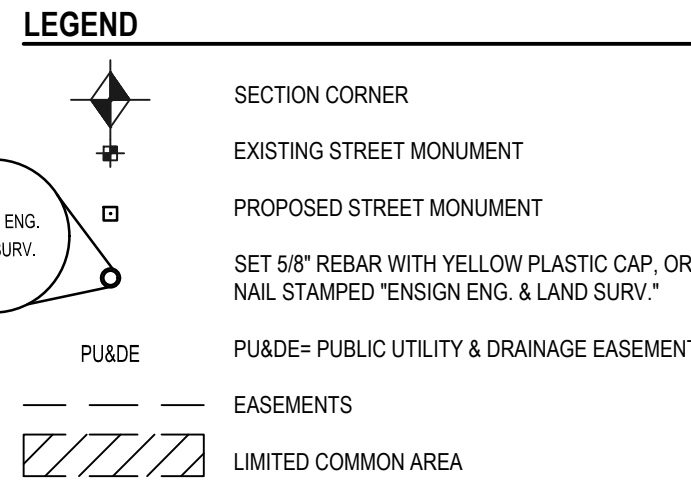 LEGEND
SECTION CORNER
EXISTING STREET MONUMENT
ENG.
SURV.
PROPOSED STREET MONUMENT
SET 5/8" REBAR WITH YELLOW PLASTIC CAP, OR
NAIL STAMPED "ENSIGN ENG. & LAND SURV."
PU&DE
PU&DE= PUBLIC UTILITY & DRAINAGE EASEMENT
EASEMENTS
LIMITED COMMON AREA